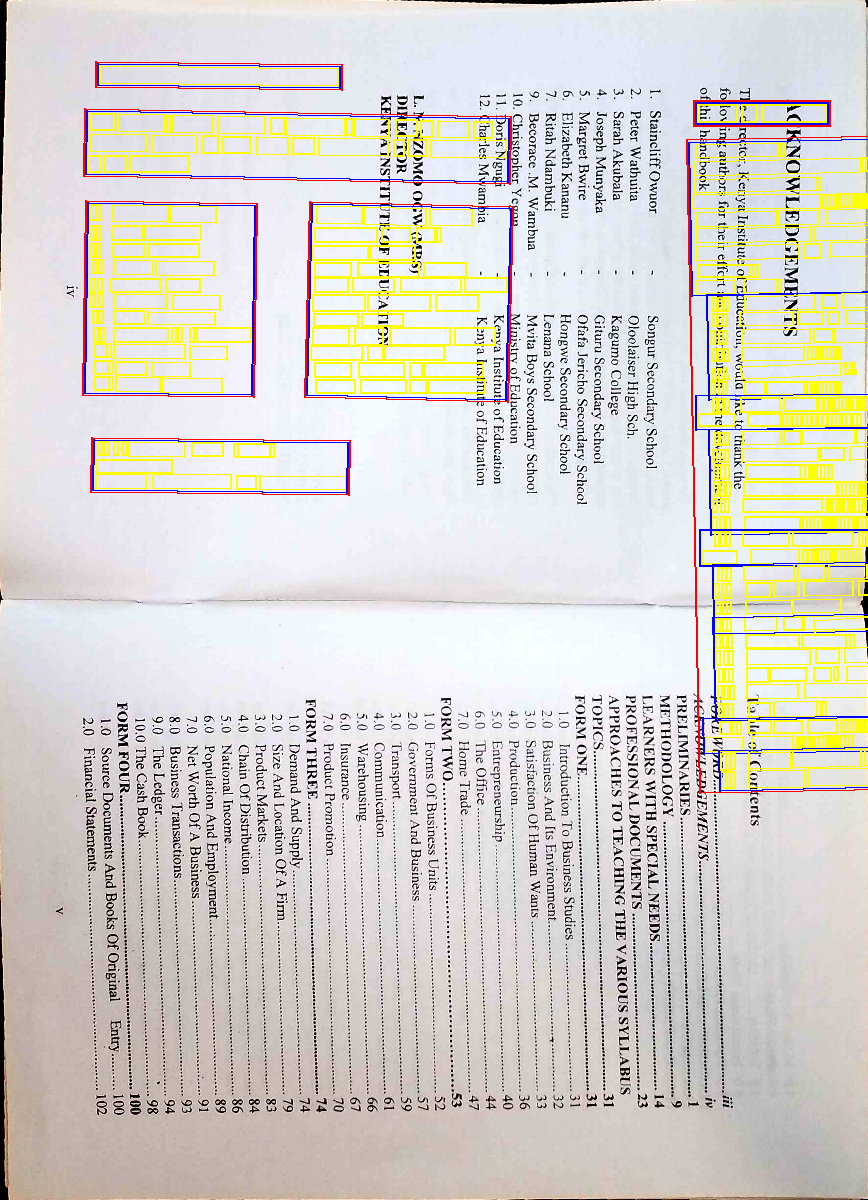 ACKNOWLEDGEMENTS
The director, Kenya Institute of Education, would like to thank the
following authors for their effort and
of this handbook
1. Staincliff Owuor - Songur Secondary School
2. Peter Wathuita - Oloolaiser High Sch.
3. Sarah Akubala - Kagumo College
4. Joseph Munyaka - Gituru Secondary School
5. Margret Bwire - Ofafa Jericho Secondary School
6. Elizabeth Kananu - Hongwe Secondary School
7. Ritah Ndambuki - Lenana School
9. Becorace .M. Wambua - Mvita Boys Secondary School
10. Christopher Yegon - Ministry of Education
11. Doris Ngugi - Kenya Institute of Education
12. Charles Mwambia - Kenya Institute of Education
L. M. NZOMO OGW (MP.S)
DIRECTOR
KENYA INSTITUTE OF EDUCATION
iv
Table of Contents
FOREWORD.......... iii
ACKNOWLEDGEMENTS.......... iv
PRELIMINARIES.......... 1
METHODOLOGY.......... 9
LEARNERS WITH SPECIAL NEEDS.......... 14
PROFESSIONAL DOCUMENTS.......... 23
APPROACHES TO TEACHING THE VARIOUS SYLLABUS
TOPICS.......... 31
FORM ONE.......... 31
1.0 Introduction To Business Studies.......... 31
2.0 Business And Its Environment.......... 32
3.0 Satisfaction Of Human Wants.......... 33
4.0 Production.......... 36
5.0 Entrepreneurship.......... 40
6.0 The Office.......... 44
7.0 Home Trade.......... 47
FORM TWO.......... 53
1.0 Forms Of Business Units.......... 52
2.0 Government And Business.......... 57
3.0 Transport.......... 59
4.0 Communication.......... 61
5.0 Warehousing.......... 66
6.0 Insurance.......... 67
7.0 Product Promotion.......... 70
FORM THREE.......... 74
1.0 Demand And Supply.......... 74
2.0 Size And Location Of A Firm.......... 79
3.0 Product Markets.......... 83
4.0 Chain Of Distribution.......... 84
5.0 National Income.......... 86
6.0 Population And Employment.......... 89
7.0 Net Worth Of A Business.......... 91
8.0 Business Transactions.......... 93
9.0 The Ledger.......... 94
10.0 The Cash Book.......... 98
FORM FOUR.......... 100
1.0 Source Documents And Books Of Original Entry.......... 100
2.0 Financial Statements.......... 102
v